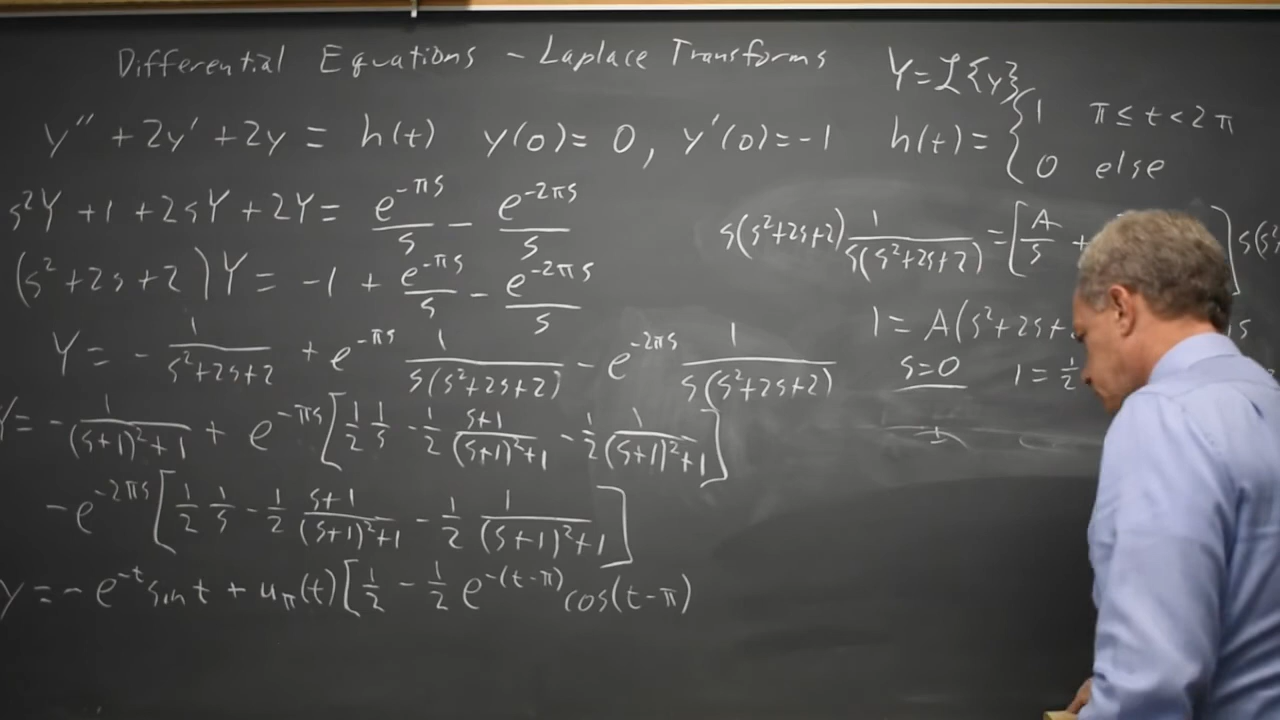 Differential Equations - Laplace Transforms
Y = ℒ{y}
y'' + 2y' + 2y = h(t) y(0) = 0, y'(0) = -1
h(t) = { 1 π ≤ t < 2π
0 else
s²Y + 1 + 2sY + 2Y = e^{-πs}/s - e^{-2πs}/s
(s² + 2s + 2)Y = -1 + e^{-πs}/s - e^{-2πs}/s
Y = - 1/(s²+2s+2) + e^{-πs} 1/(s(s²+2s+2)) - e^{-2πs} 1/(s(s²+2s+2))
Y = - 1/((s+1)²+1) + e^{-πs} [ 1/2 1/s - 1/2 (s+1)/((s+1)²+1) - 1/2 1/((s+1)²+1) ]
- e^{-2πs} [ 1/2 1/s - 1/2 (s+1)/((s+1)²+1) - 1/2 1/((s+1)²+1) ]
y = - e^{-t} sin t + u_π(t) [ 1/2 - 1/2 e^{-(t-π)} cos(t-π)
s(s²+2s+2) 1/(s(s²+2s+2)) = [ A/s + ] s(s²
1 = A(s²+2s+
s=0 1 = 1/2